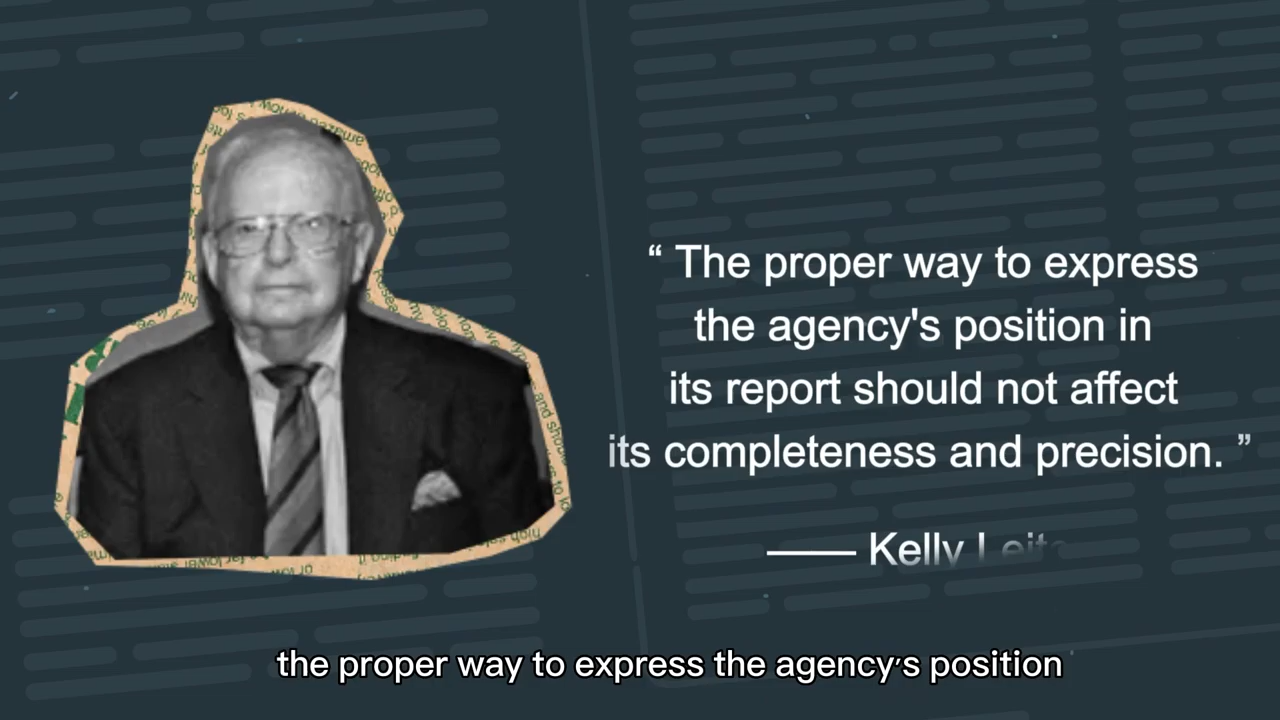 “ The proper way to express
the agency's position in
its report should not affect
its completeness and precision. ”
—— Kelly
the proper way to express the agency's position